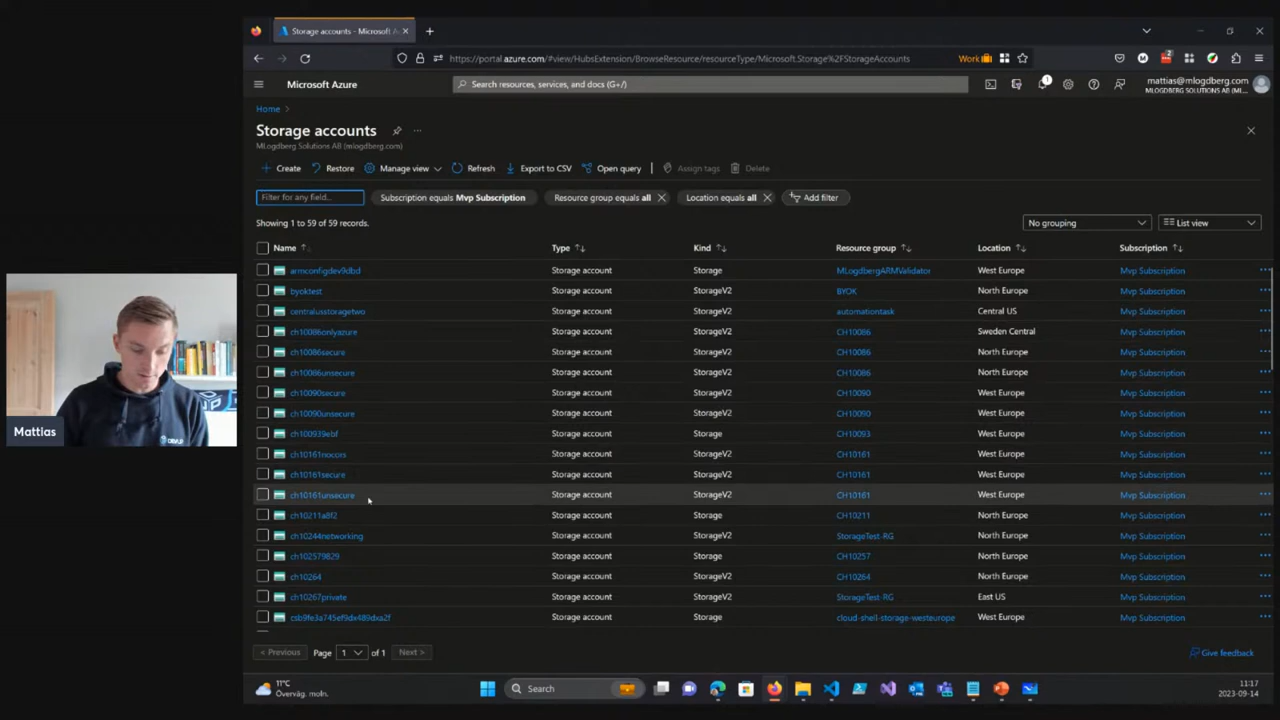 Storage accounts - Microsoft A
https://portal.azure.com/#view/HubsExtension/BrowseResource/resourceType/Microsoft.Storage%2FStorageAccounts
Work
2
Microsoft Azure
Search resources, services, and docs (G+/)
1
mattias@mlogdberg.com
MLOGDBERG SOLUTIONS AB (ML...
Home >
Storage accounts
...
MLogdberg Solutions AB (mlogdberg.com)
Create
Restore
Manage view
Refresh
Export to CSV
Open query
Assign tags
Delete
Filter for any field...
Subscription equals Mvp Subscription
Resource group equals all
Location equals all
Add filter
Showing 1 to 59 of 59 records.
No grouping
List view
Name Type Kind Resource group Location Subscription
armconfigdev9dbd Storage account Storage MLogdbergARMValidator West Europe Mvp Subscription ...
byoktest Storage account StorageV2 BYOK North Europe Mvp Subscription ...
centralusstoragetwo Storage account StorageV2 automationtask Central US Mvp Subscription ...
ch10086onlyazure Storage account StorageV2 CH10086 Sweden Central Mvp Subscription ...
ch10086secure Storage account StorageV2 CH10086 North Europe Mvp Subscription ...
ch10086unsecure Storage account StorageV2 CH10086 North Europe Mvp Subscription ...
ch10090secure Storage account StorageV2 CH10090 West Europe Mvp Subscription ...
ch10090unsecure Storage account StorageV2 CH10090 West Europe Mvp Subscription ...
ch100939ebf Storage account Storage CH10093 West Europe Mvp Subscription ...
ch10161nocors Storage account StorageV2 CH10161 West Europe Mvp Subscription ...
ch10161secure Storage account StorageV2 CH10161 West Europe Mvp Subscription ...
ch10161unsecure Storage account StorageV2 CH10161 West Europe Mvp Subscription ...
ch10211a8f2 Storage account Storage CH10211 North Europe Mvp Subscription ...
ch10244networking Storage account StorageV2 StorageTest-RG North Europe Mvp Subscription ...
ch102579829 Storage account Storage CH10257 North Europe Mvp Subscription ...
ch10264 Storage account StorageV2 CH10264 North Europe Mvp Subscription ...
ch10267private Storage account StorageV2 StorageTest-RG East US Mvp Subscription ...
csb9fe3a745ef9dx489dxa2f Storage account Storage cloud-shell-storage-westeurope West Europe Mvp Subscription ...
< Previous Page 1 of 1 Next >
Give feedback
Mattias
11°C
Överväg. moln.
Search
11:17
2023-09-14